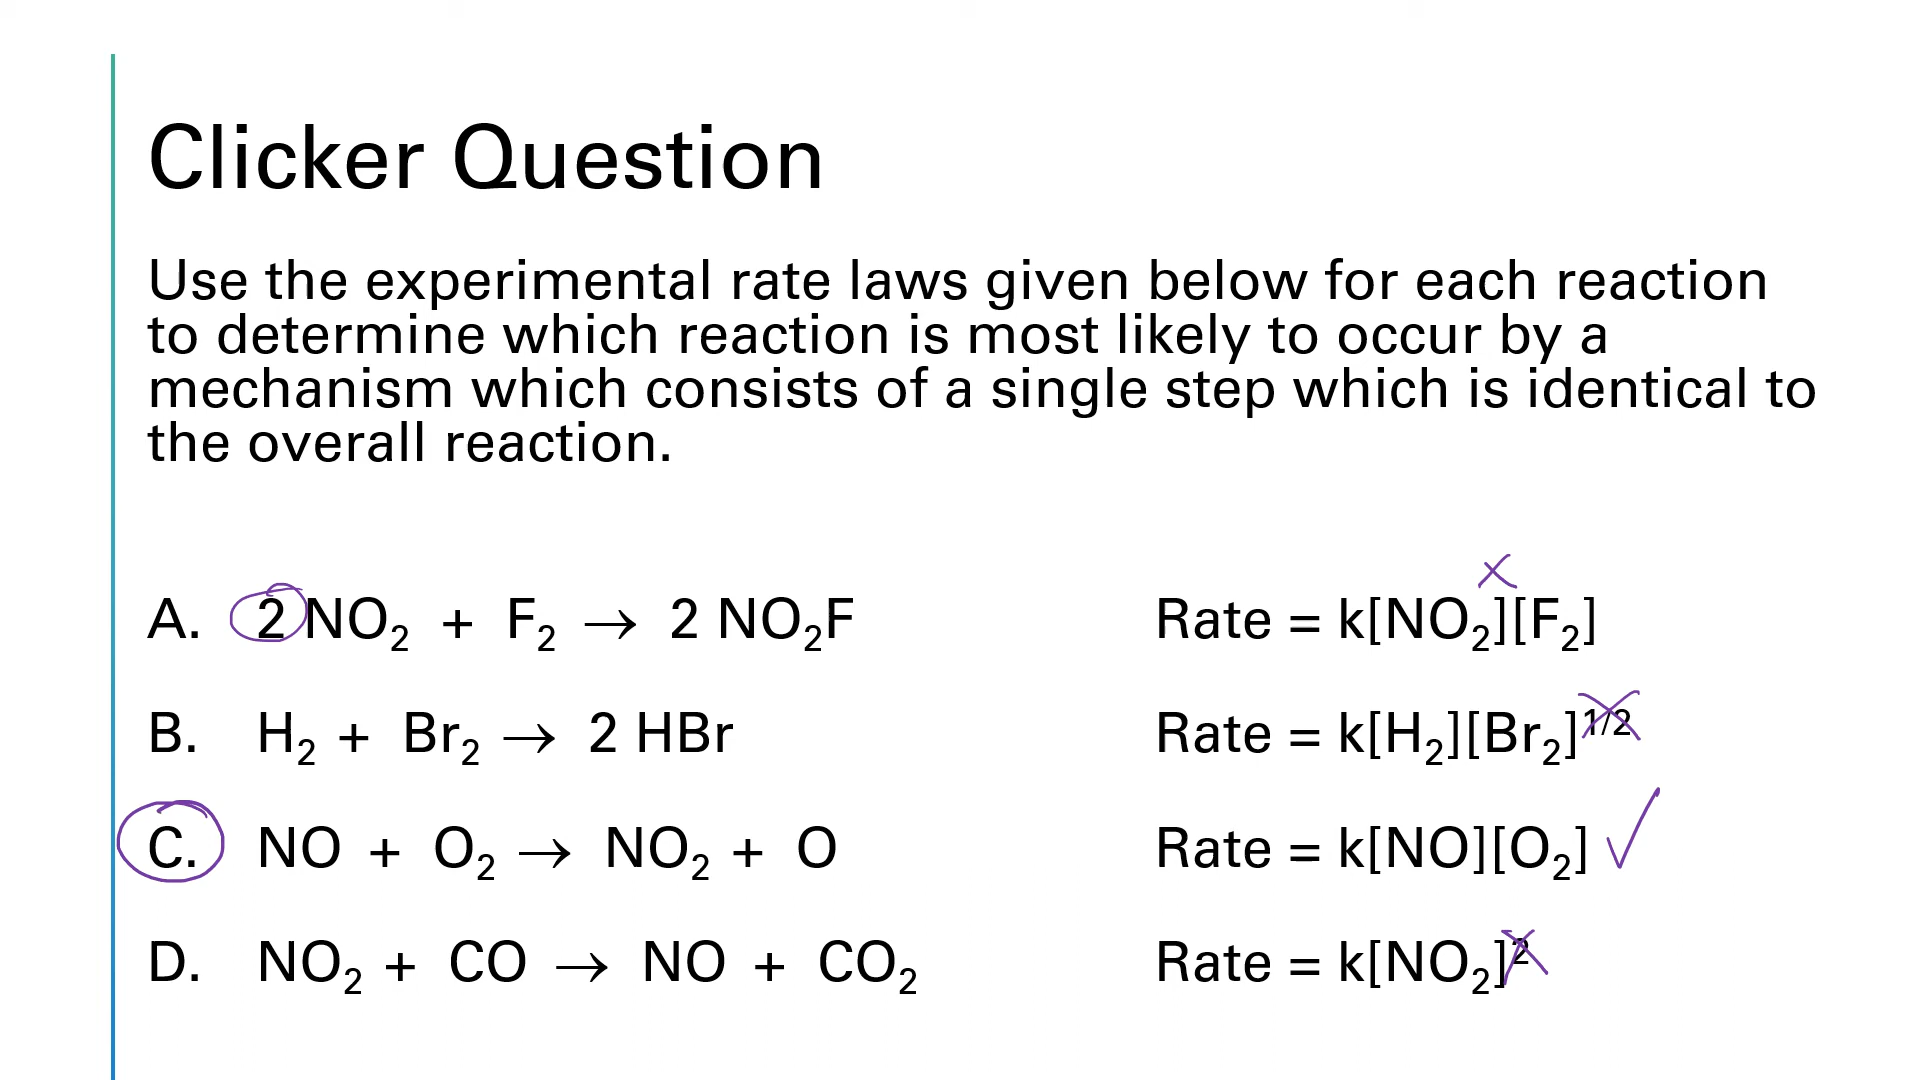 Clicker Question
Use the experimental rate laws given below for each reaction
to determine which reaction is most likely to occur by a
mechanism which consists of a single step which is identical to
the overall reaction.
A. 2 NO₂ + F₂ → 2 NO₂F Rate = k[NO₂][F₂]
B. H₂ + Br₂ → 2 HBr Rate = k[H₂][Br₂]¹/²
C. NO + O₂ → NO₂ + O Rate = k[NO][O₂]
D. NO₂ + CO → NO + CO₂ Rate = k[NO₂]²